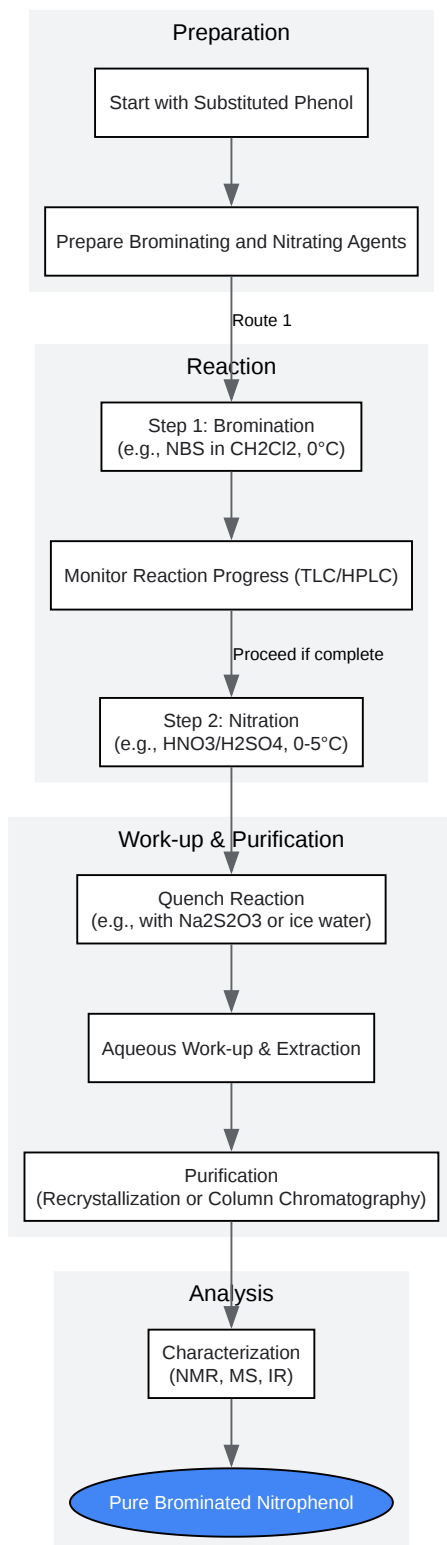 Preparation
Start with Substituted Phenol
Prepare Brominating and Nitrating Agents
Route 1
Reaction
Step 1: Bromination
(e.g., NBS in CH2Cl2, 0°C)
Monitor Reaction Progress (TLC/HPLC)
Proceed if complete
Step 2: Nitration
(e.g., HNO3/H2SO4, 0-5°C)
Work-up & Purification
Quench Reaction
(e.g., with Na2S2O3 or ice water)
Aqueous Work-up & Extraction
Purification
(Recrystallization or Column Chromatography)
Analysis
Characterization
(NMR, MS, IR)
Pure Brominated Nitrophenol